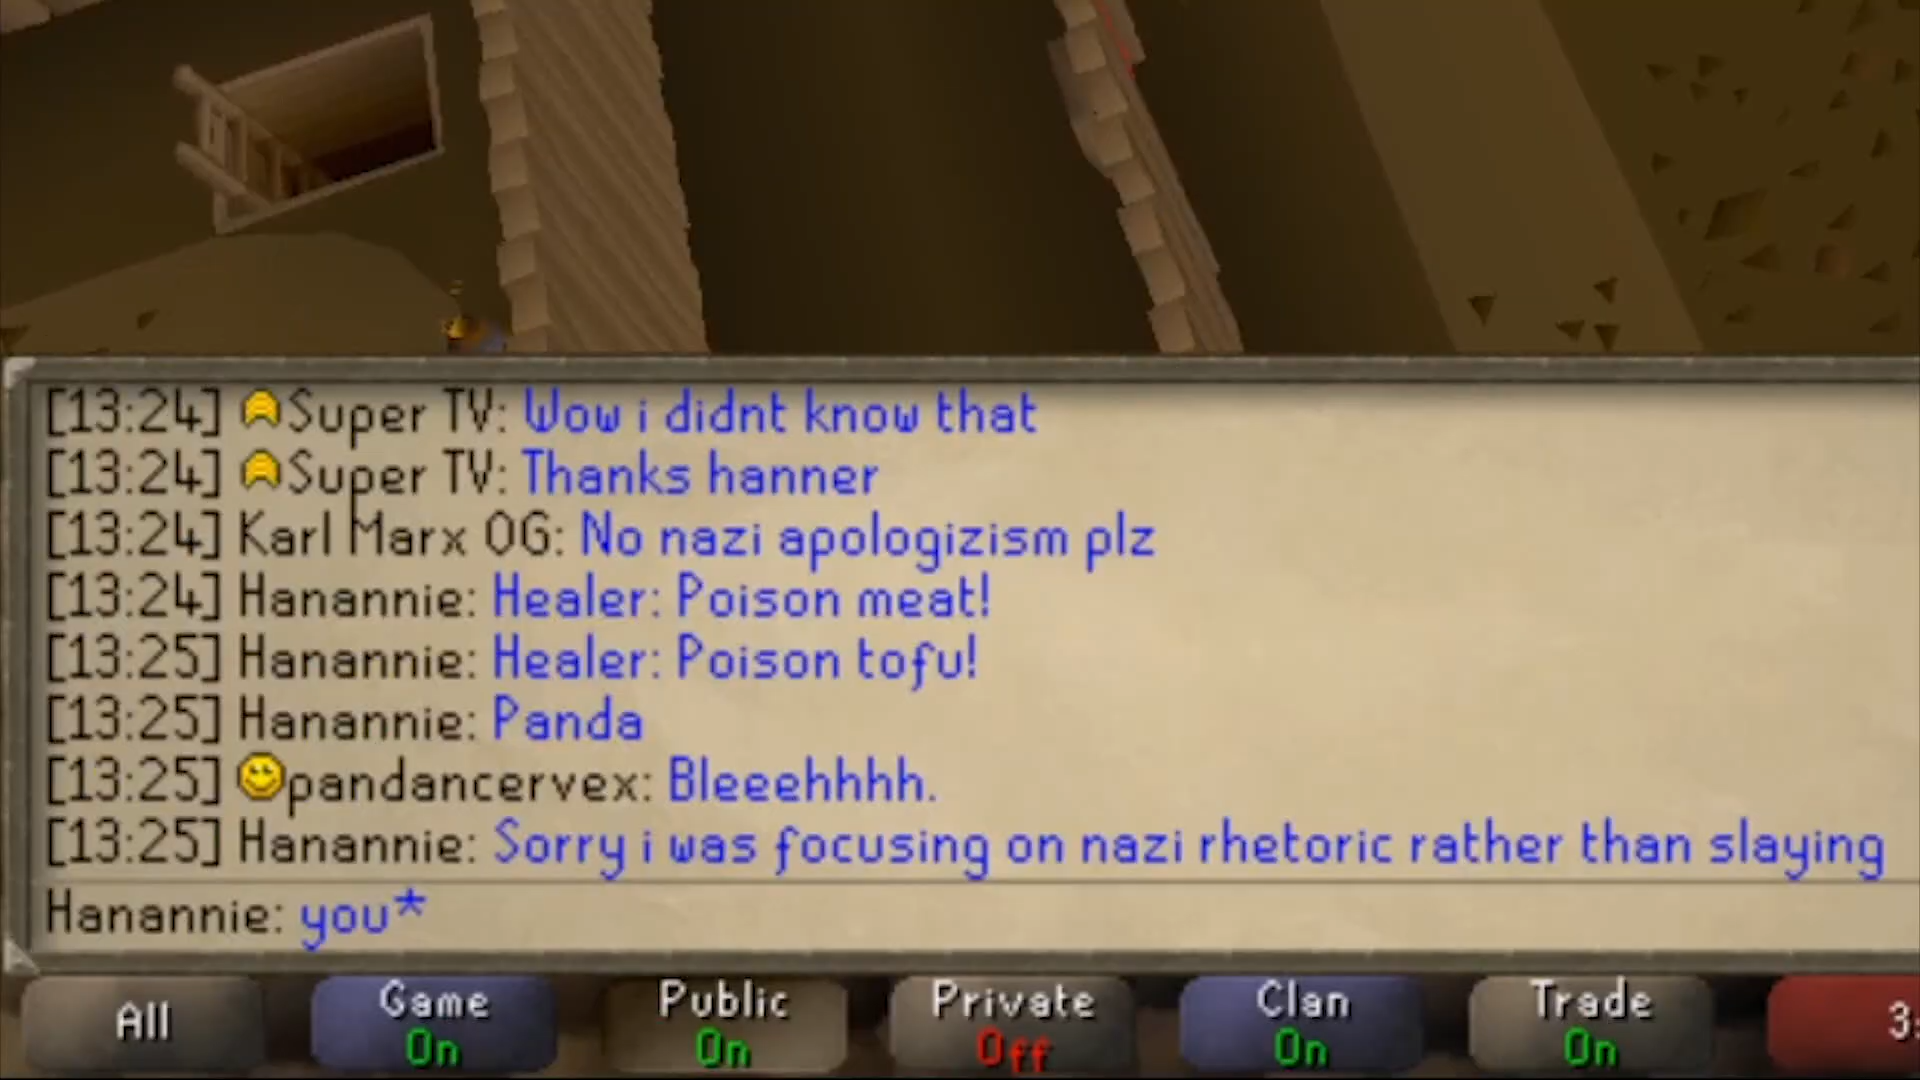 [13:24] Super TV: Wow i didnt know that
[13:24] Super TV: Thanks hanner
[13:24] Karl Marx OG: No nazi apologizism plz
[13:24] Hanannie: Healer: Poison meat!
[13:25] Hanannie: Healer: Poison tofu!
[13:25] Hanannie: Panda
[13:25] pandancervex: Bleeehhhh.
[13:25] Hanannie: Sorry i was focusing on nazi rhetoric rather than slaying
Hanannie: you*
All
Game
On
Public
On
Private
Off
Clan
On
Trade
On